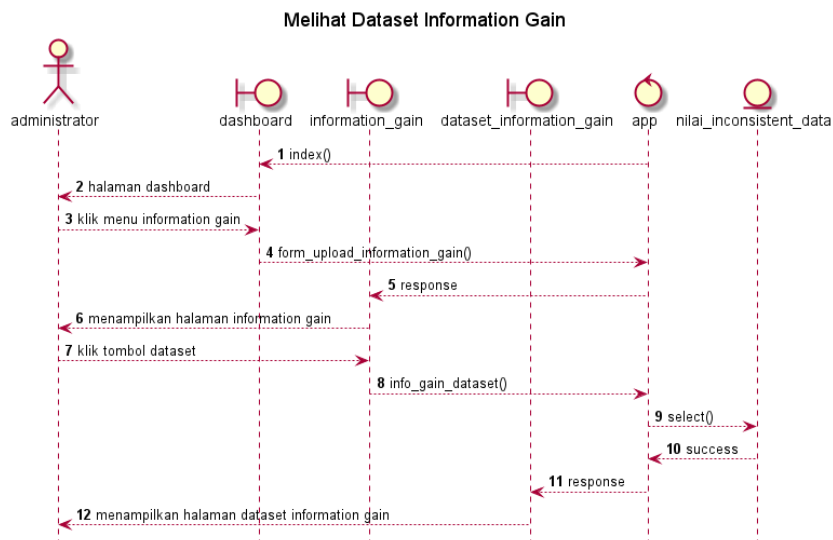 Melihat Dataset Information Gain
administrator
dashboard
information_gain
dataset_information_gain
app
nilai_inconsistent_data
1 index()
2 halaman dashboard
3 klik menu information gain
4 form_upload_information_gain()
5 response
6 menampilkan halaman information gain
7 klik tombol dataset
8 info_gain_dataset()
9 select()
10 success
11 response
12 menampilkan halaman dataset information gain